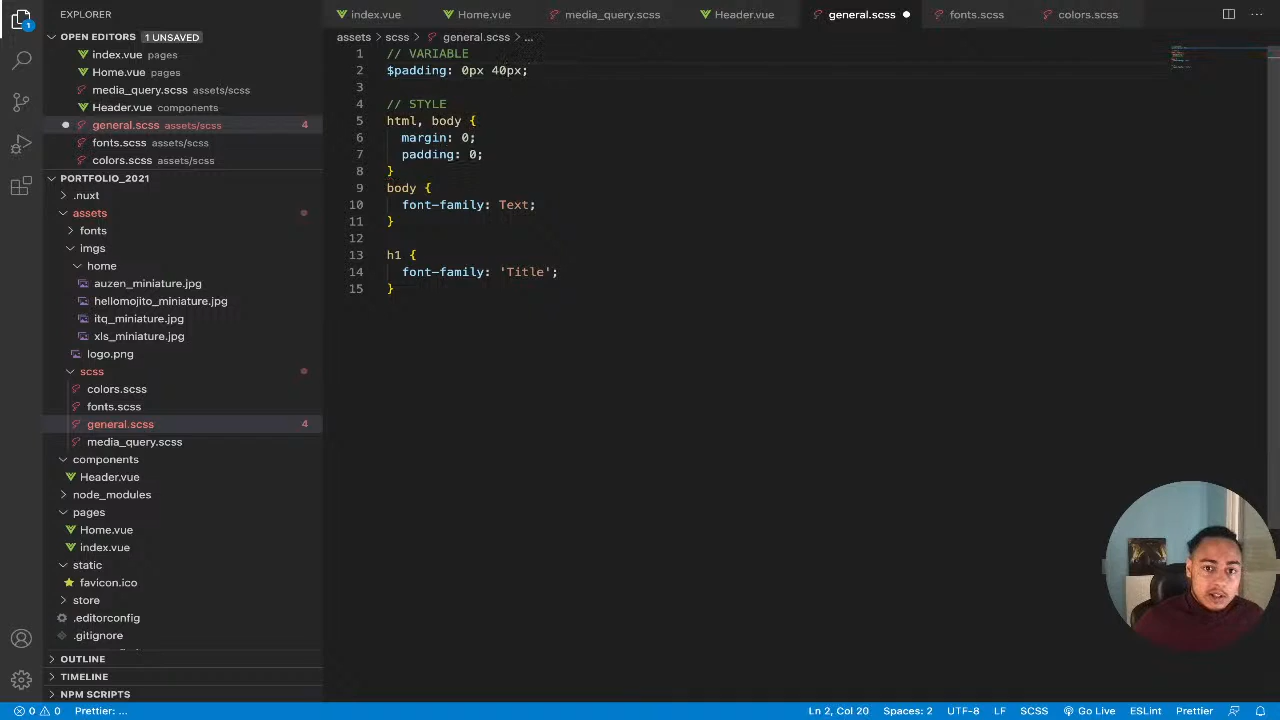 EXPLORER
OPEN EDITORS 1 UNSAVED
index.vue pages
Home.vue pages
media_query.scss assets/scss
Header.vue components
general.scss assets/scss 4
fonts.scss assets/scss
colors.scss assets/scss
PORTFOLIO_2021
.nuxt
assets
fonts
imgs
home
auzen_miniature.jpg
hellomojito_miniature.jpg
itq_miniature.jpg
xls_miniature.jpg
logo.png
scss
colors.scss
fonts.scss
general.scss 4
media_query.scss
components
Header.vue
node_modules
pages
Home.vue
index.vue
static
favicon.ico
store
.editorconfig
.gitignore
OUTLINE
TIMELINE
NPM SCRIPTS
index.vue Home.vue media_query.scss Header.vue general.scss fonts.scss colors.scss
assets > scss > general.scss > ...
1 // VARIABLE
2 $padding: 0px 40px;
3
4 // STYLE
5 html, body {
6 margin: 0;
7 padding: 0;
8 }
9 body {
10 font-family: Text;
11 }
12
13 h1 {
14 font-family: 'Title';
15 }
0 0 Prettier: ... Ln 2, Col 20 Spaces: 2 UTF-8 LF SCSS Go Live ESLint Prettier
1